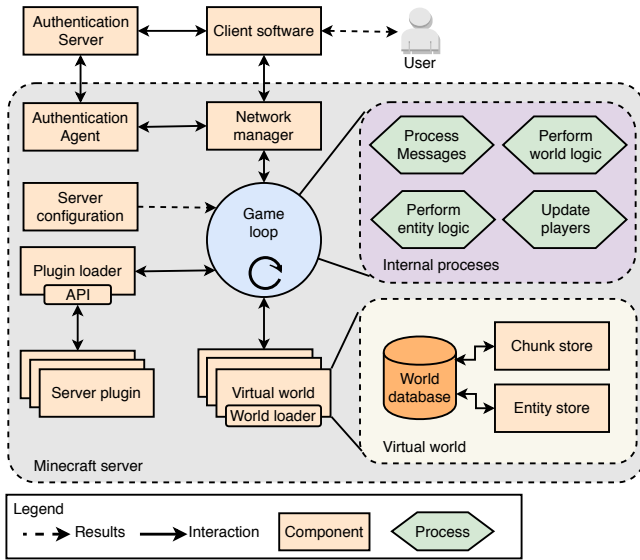 Authentication
Server
Client software
User
Authentication
Agent
Network
manager
Process
Messages
Perform
world logic
Server
configuration
Game
loop
Perform
entity logic
Update
players
Internal proceses
Plugin loader
API
Server plugin
Virtual world
World loader
World
database
Chunk store
Entity store
Virtual world
Minecraft server
Legend
Results
Interaction
Component
Process